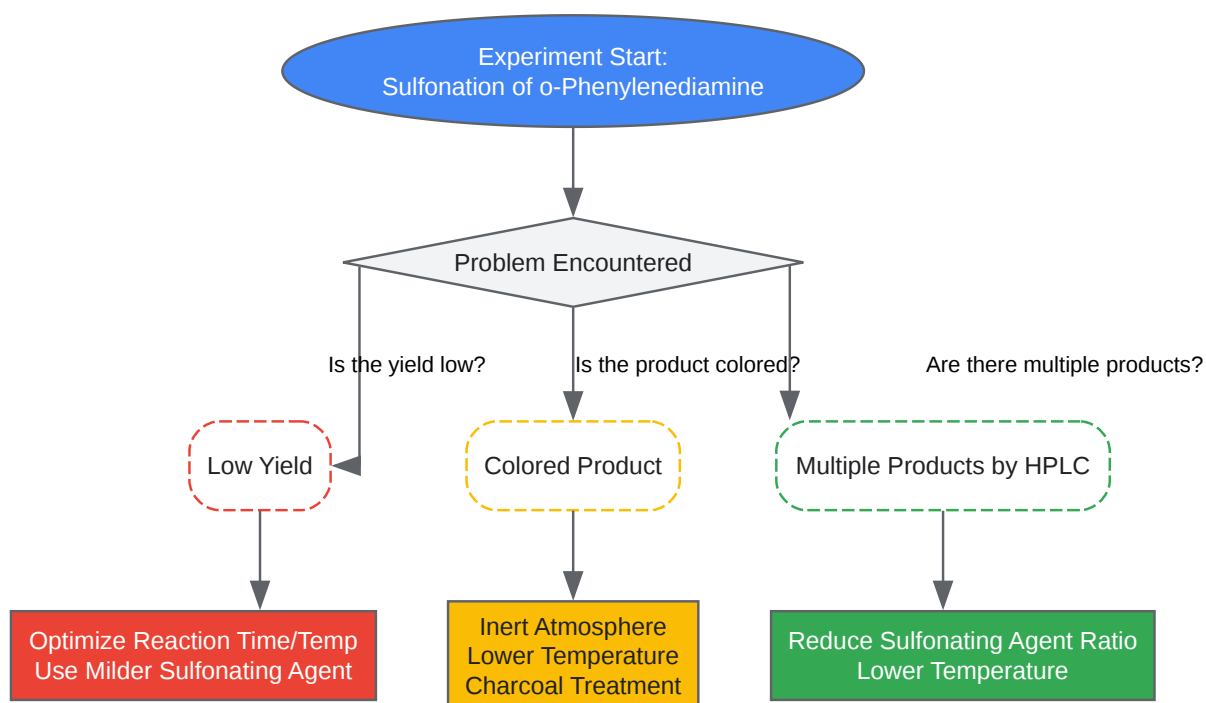 Experiment Start:
Sulfonation of o-Phenylenediamine
Problem Encountered
Is the yield low?
Is the product colored?
Are there multiple products?
Low Yield
Colored Product
Multiple Products by HPLC
Optimize Reaction Time/Temp
Use Milder Sulfonating Agent
Inert Atmosphere
Lower Temperature
Charcoal Treatment
Reduce Sulfonating Agent Ratio
Lower Temperature